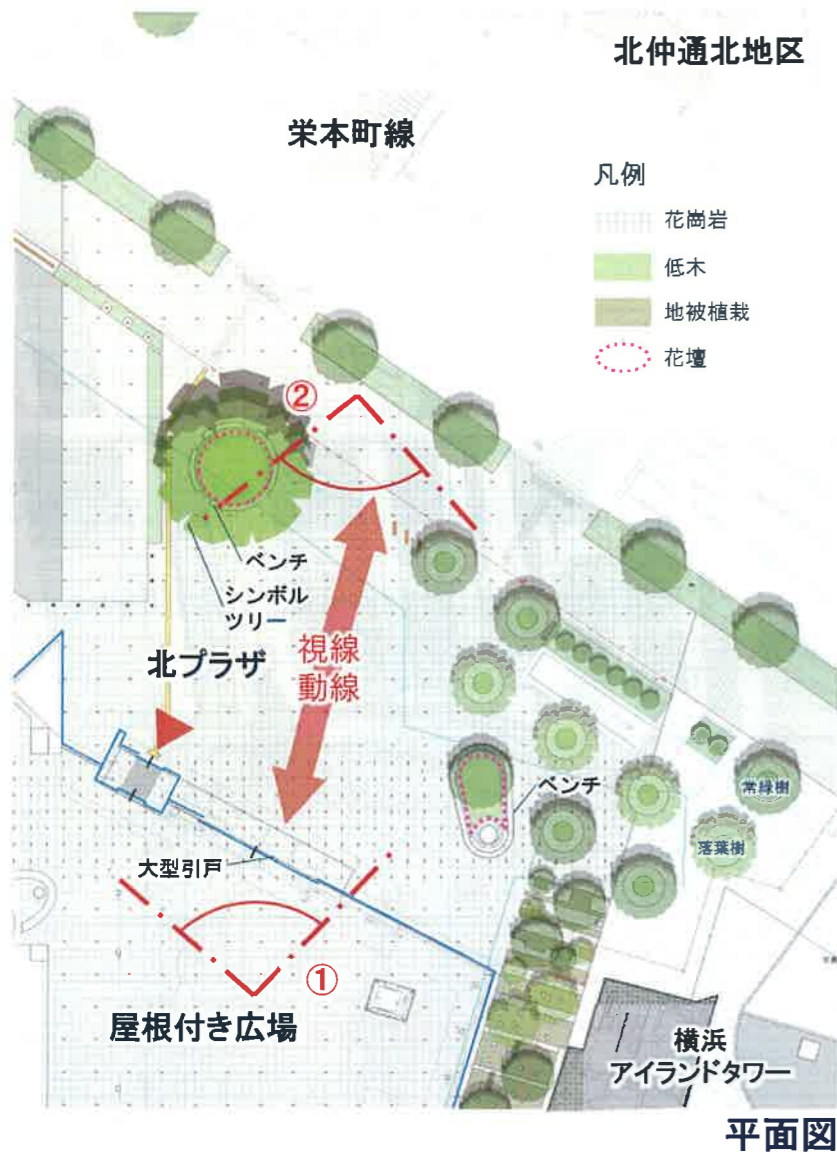 北仲通北地区
栄本町線
凡例
花崗岩
低木
地被植栽
花壇
②
ベンチ
シンボル
ツリー
北プラザ
視線
動線
ベンチ
常緑樹
落葉樹
大型引戸
①
屋根付き広場
横浜
アイランドタワー
平面図